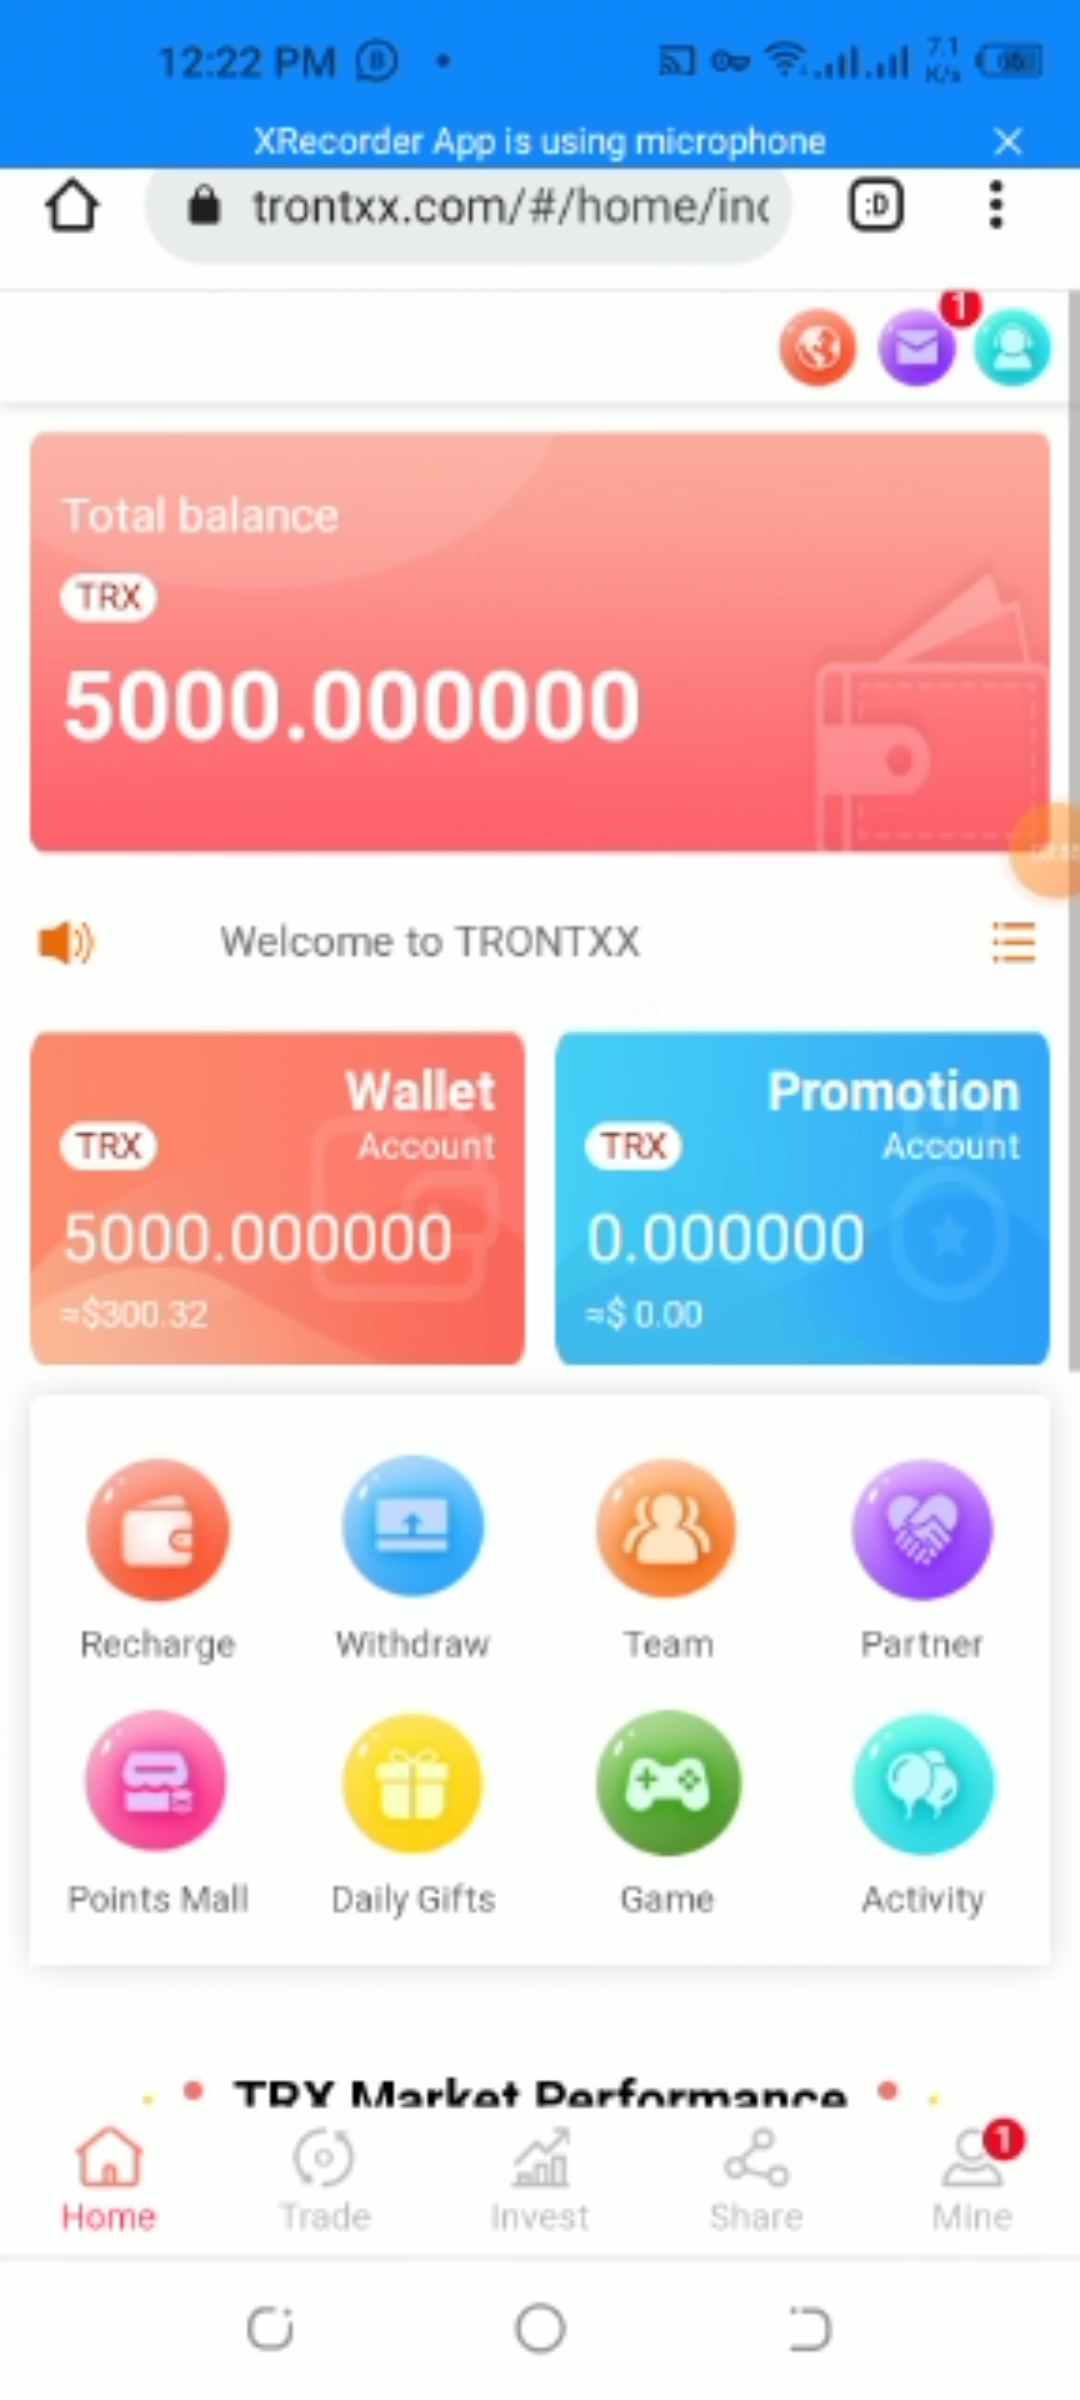 12:22 PM
7.1
K/s
XRecorder App is using microphone
trontxx.com/#/home/inc
:D
1
Total balance
TRX
5000.000000
Welcome to TRONTXX
Wallet
TRX
Account
5000.000000
≈$300.32
Promotion
TRX
Account
0.000000
≈$ 0.00
Recharge
Withdraw
Team
Partner
Points Mall
Daily Gifts
Game
Activity
TRX Market Performance
1
Home
Trade
Invest
Share
Mine